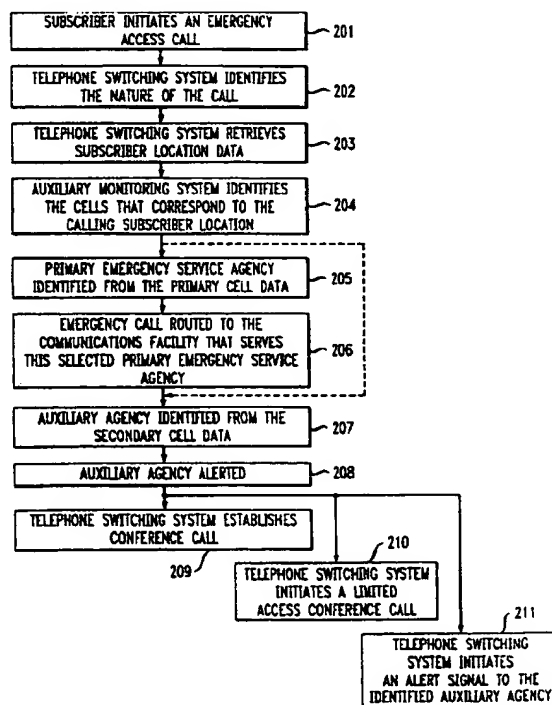 SUBSCRIBER INITIATES AN EMERGENCY
ACCESS CALL
201
TELEPHONE SWITCHING SYSTEM IDENTIFIES
THE NATURE OF THE CALL
202
TELEPHONE SWITCHING SYSTEM RETRIEVES
SUBSCRIBER LOCATION DATA
203
AUXILIARY MONITORING SYSTEM IDENTIFIES
THE CELLS THAT CORRESPOND TO THE
CALLING SUBSCRIBER LOCATION
204
PRIMARY EMERGENCY SERVICE AGENCY
IDENTIFIED FROM THE PRIMARY CELL DATA
205
EMERGENCY CALL ROUTED TO THE
COMMUNICATIONS FACILITY THAT SERVES
THIS SELECTED PRIMARY EMERGENCY SERVICE
AGENCY
206
AUXILIARY AGENCY IDENTIFIED FROM THE
SECONDARY CELL DATA
207
AUXILIARY AGENCY ALERTED
208
TELEPHONE SWITCHING SYSTEM ESTABLISHES
CONFERENCE CALL
209
210
TELEPHONE SWITCHING SYSTEM
INITIATES A LIMITED
ACCESS CONFERENCE CALL
211
TELEPHONE SWITCHING
SYSTEM INITIATES
AN ALERT SIGNAL TO THE
IDENTIFIED AUXILIARY AGENCY